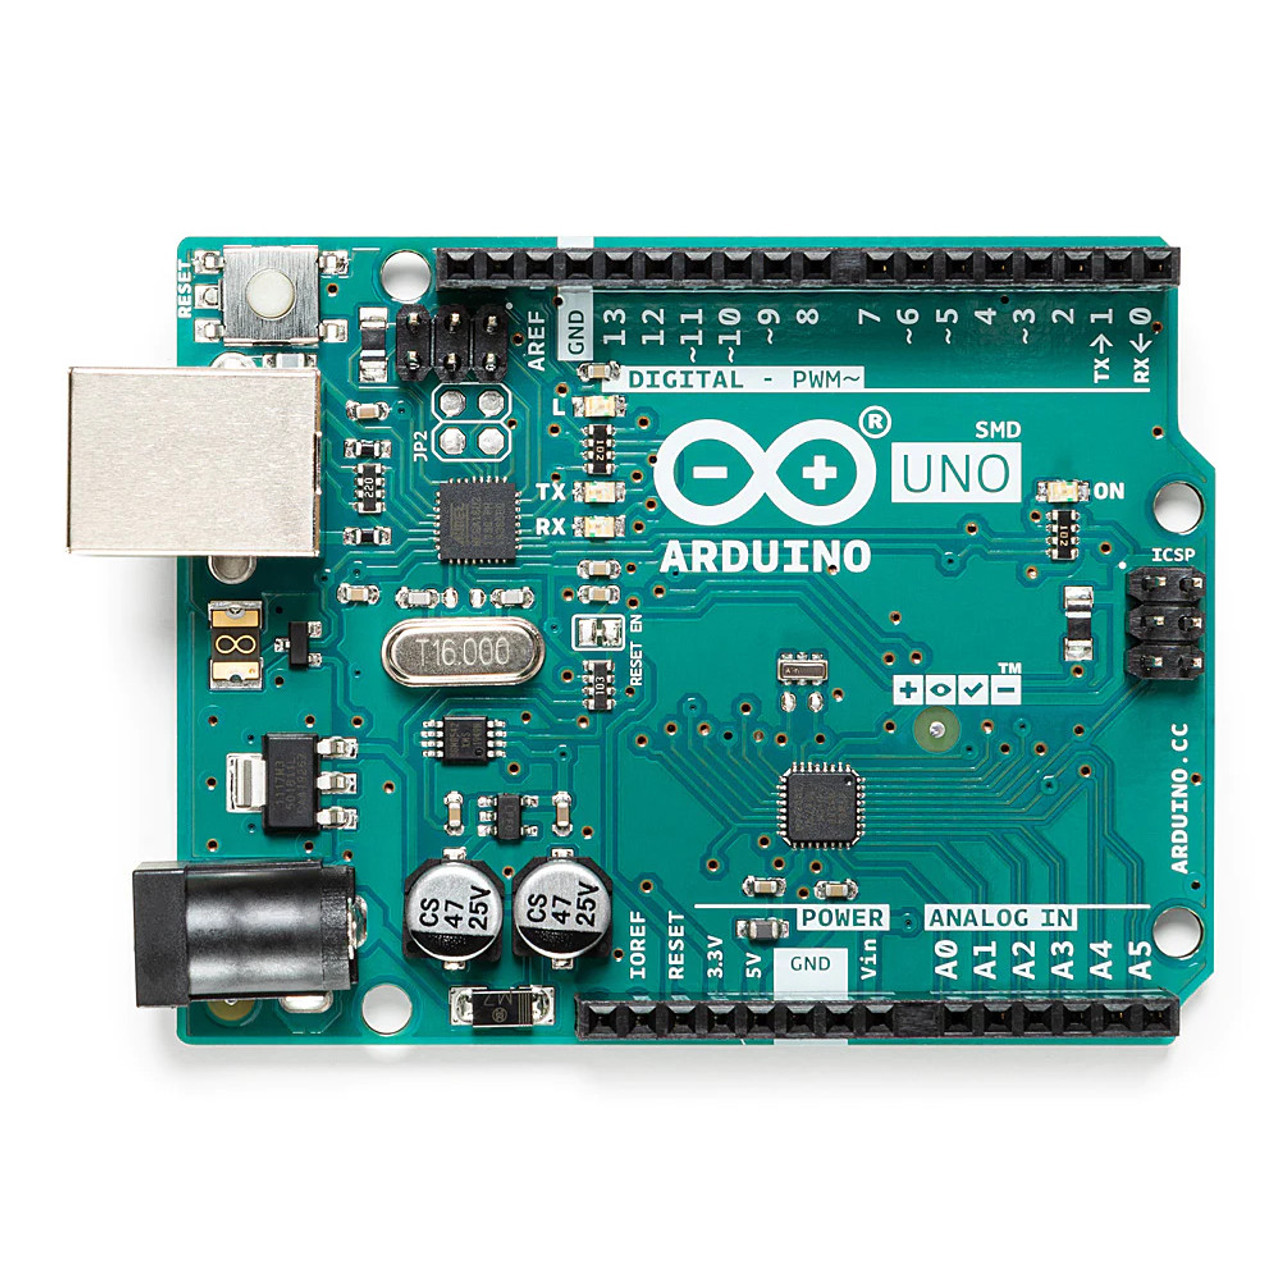 RESET
AREF
GND
13
12
~11
~10
~9
8
7
~6
~5
4
~3
2
TX→1
RX←0
DIGITAL - PWM~
L
JP2
TX
RX
220
®
SMD
UNO
ARDUINO
ON
ICSP
T16.000
RESET EN
103
TM
ARDUINO.CC
CS
47
25V
CS
47
25V
M7
POWER
ANALOG IN
IOREF
RESET
3.3V
5V
GND
Vin
A0
A1
A2
A3
A4
A5